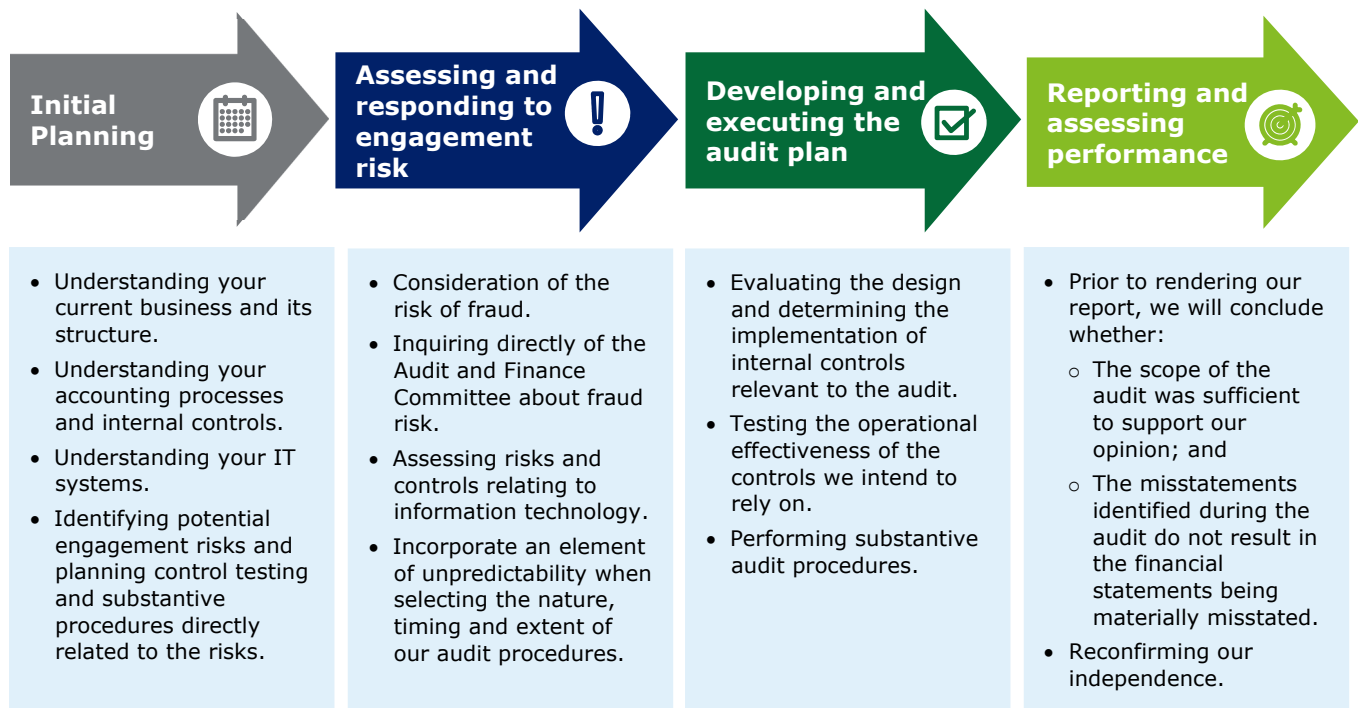 Initial
Planning
Assessing and
responding to
engagement
risk
Developing and
executing the
audit plan
Reporting and
assessing
performance
• Understanding your
current business and its
structure.
• Understanding your
accounting processes
and internal controls.
• Understanding your IT
systems.
• Identifying potential
engagement risks and
planning control testing
and substantive
procedures directly
related to the risks.
• Consideration of the
risk of fraud.
• Inquiring directly of the
Audit and Finance
Committee about fraud
risk.
• Assessing risks and
controls relating to
information technology.
• Incorporate an element
of unpredictability when
selecting the nature,
timing and extent of
our audit procedures.
• Evaluating the design
and determining the
implementation of
internal controls
relevant to the audit.
• Testing the operational
effectiveness of the
controls we intend to
rely on.
• Performing substantive
audit procedures.
• Prior to rendering our
report, we will conclude
whether:
o The scope of the
audit was sufficient
to support our
opinion; and
o The misstatements
identified during the
audit do not result in
the financial
statements being
materially misstated.
• Reconfirming our
independence.